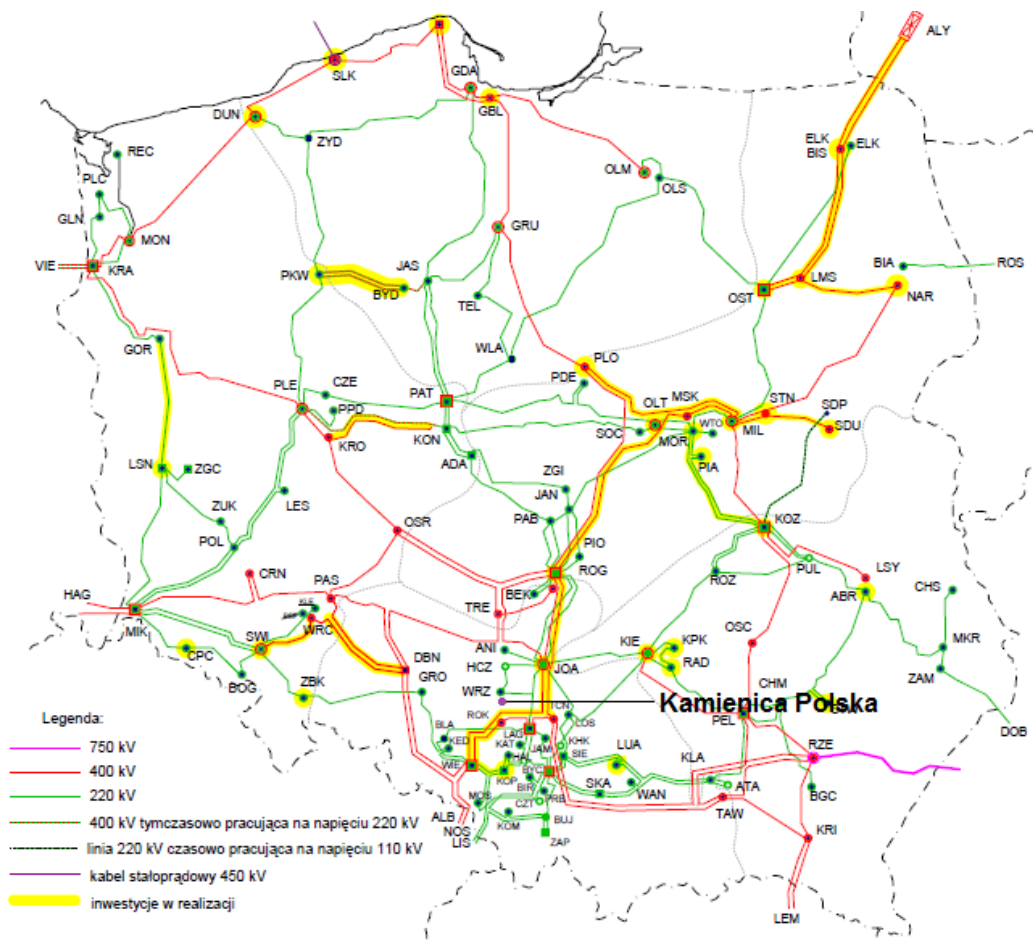 ALY
SLK
GDA
GBL
DUN
ZYD
ELK
BIS
ELK
REC
OLM
OLS
PLC
GLN
MON
GRU
VIE
KRA
PKW
BYD
JAS
TEL
LMS
BIA
ROS
OST
NAR
GOR
WLA
PLO
PDE
PLE
CZE
PPD
PAT
OLT
MSK
STN
SDP
KRO
KON
SOC
MOR
WTO
MIL
SDU
ADA
PIA
LSN
ZGC
ZGI
JAN
LES
ZUK
PAB
POL
OSR
PIO
KOZ
ROG
ROZ
PUL
LSY
HAG
CRN
PAS
BEK
ABR
CHS
MIK
TRE
WRC
OSC
MKR
SWI
ANI
KIE
KPK
CPC
DBN
HCZ
JOA
RAD
ZAM
BOG
ZBK
GRO
WRZ
CHM
Kamienica Polska
TCN
PEL
DOB
ROK
LOS
BLA
KED
LAG
KAT
JAM
KHK
SIE
LUA
RZE
WIE
HAL
BYC
KLA
KOP
BIR
SKA
WAN
ATA
BGC
MOS
CZT
PRB
TAW
ALB
NOS
LIS
KOM
BUJ
ZAP
KRI
LEM
Legenda:
750 kV
400 kV
220 kV
400 kV tymczasowo pracująca na napięciu 220 kV
linia 220 kV czasowo pracująca na napięciu 110 kV
kabel stałoprądowy 450 kV
inwestycje w realizacji